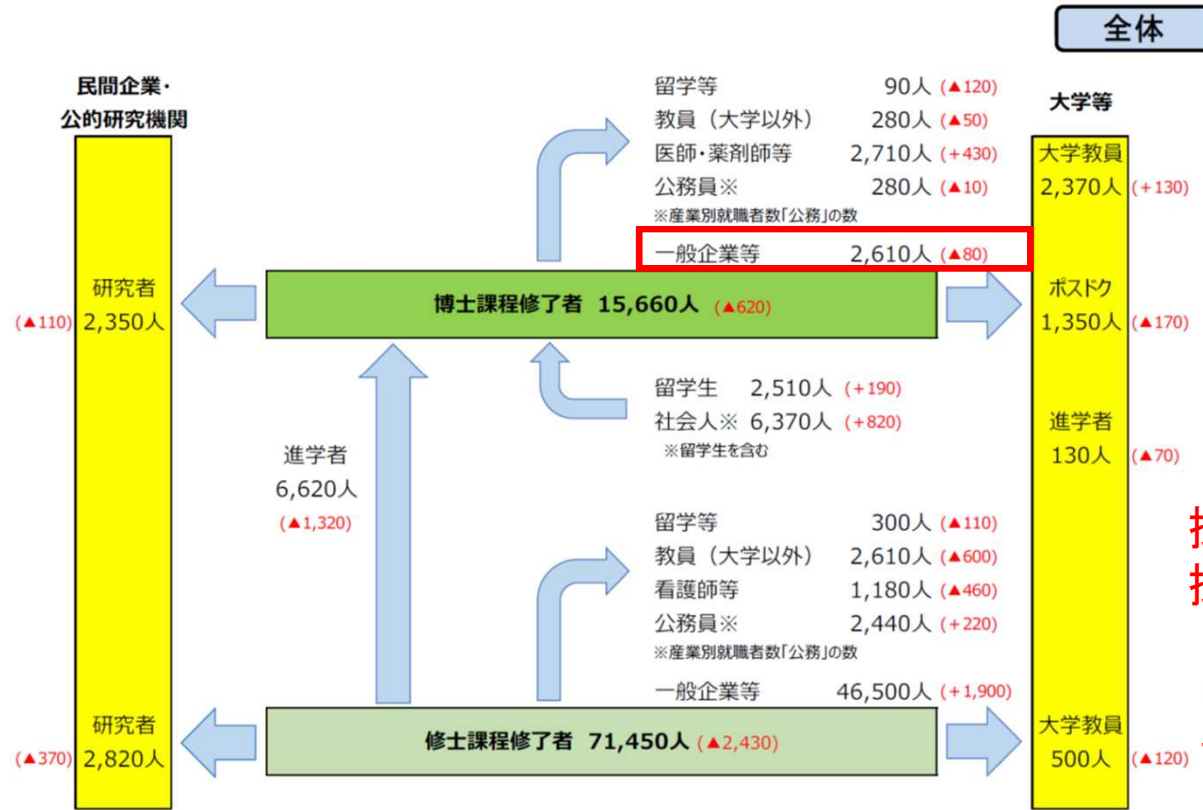 全体
民間企業・
公的研究機関
大学等
留学等 90人 (▲120)
教員（大学以外） 280人 (▲50)
医師・薬剤師等 2,710人 (+430)
公務員※ 280人 (▲10)
※産業別就職者数「公務」の数
一般企業等 2,610人 (▲80)
大学教員
2,370人 (+130)
研究者
(▲110) 2,350人
博士課程修了者 15,660人 (▲620)
ポスドク
1,350人 (▲170)
留学生 2,510人 (+190)
社会人※ 6,370人 (+820)
※留学生を含む
進学者
130人 (▲70)
進学者
6,620人
(▲1,320)
留学等 300人 (▲110)
教員（大学以外） 2,610人 (▲600)
看護師等 1,180人 (▲460)
公務員※ 2,440人 (+220)
※産業別就職者数「公務」の数
一般企業等 46,500人 (+1,900)
研究者
(▲370) 2,820人
修士課程修了者 71,450人 (▲2,430)
大学教員
500人 (▲120)